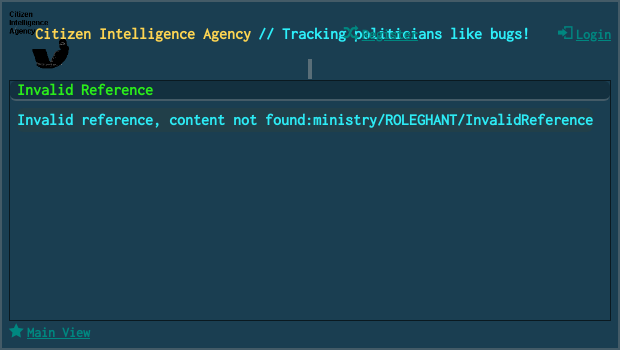 Citizen
Intelligence
Agency
Citizen Intelligence Agency // Tracking politicians like bugs!
Register
Login
Invalid Reference
Invalid reference, content not found:ministry/ROLEGHANT/InvalidReference
Main View